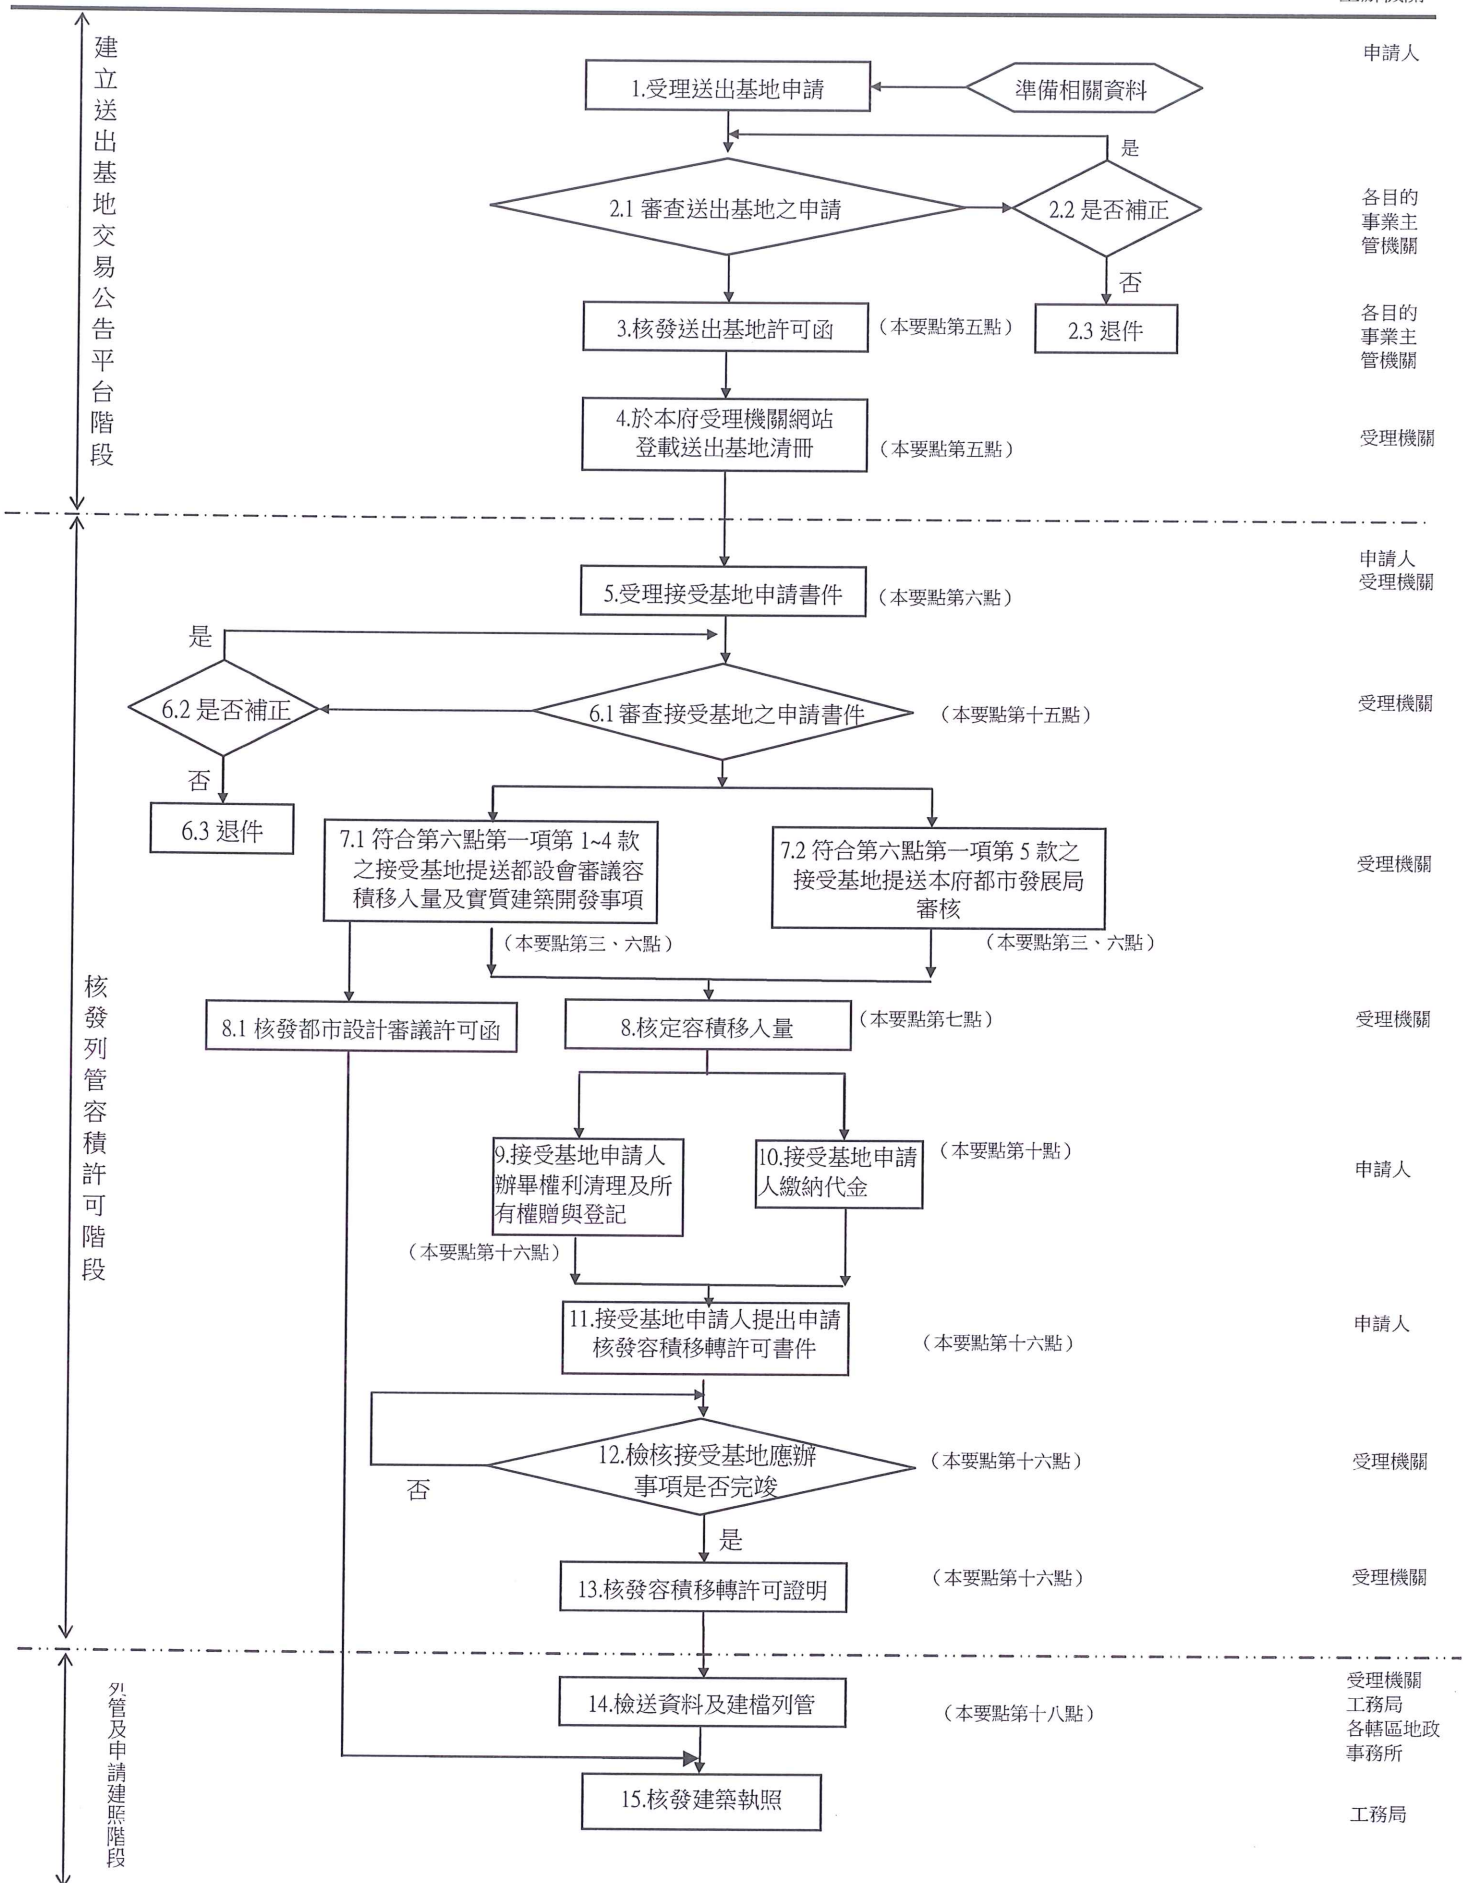 建立送出基地交易公告平台階段
申請人
1.受理送出基地申請
準備相關資料
是
2.1 審查送出基地之申請
2.2 是否補正
各目的
事業主
管機關
否
3.核發送出基地許可函
（本要點第五點）
2.3 退件
各目的
事業主
管機關
4.於本府受理機關網站
登載送出基地清冊
（本要點第五點）
受理機關
核發列管容積許可階段
申請人
受理機關
5.受理接受基地申請書件
（本要點第六點）
是
6.2 是否補正
6.1 審查接受基地之申請書件
（本要點第十五點）
受理機關
否
6.3 退件
7.1 符合第六點第一項第 1~4 款
之接受基地提送都設會審議容
積移入量及實質建築開發事項
7.2 符合第六點第一項第 5 款之
接受基地提送本府都市發展局
審核
受理機關
（本要點第三、六點）
（本要點第三、六點）
8.1 核發都市設計審議許可函
8.核定容積移入量
（本要點第七點）
受理機關
9.接受基地申請人
辦畢權利清理及所
有權贈與登記
10.接受基地申請
人繳納代金
（本要點第十點）
申請人
（本要點第十六點）
11.接受基地申請人提出申請
核發容積移轉許可書件
（本要點第十六點）
申請人
12.檢核接受基地應辦
事項是否完竣
（本要點第十六點）
受理機關
否
是
13.核發容積移轉許可證明
（本要點第十六點）
受理機關
列管及申請建照階段
14.檢送資料及建檔列管
（本要點第十八點）
受理機關
工務局
各轄區地政
事務所
15.核發建築執照
工務局